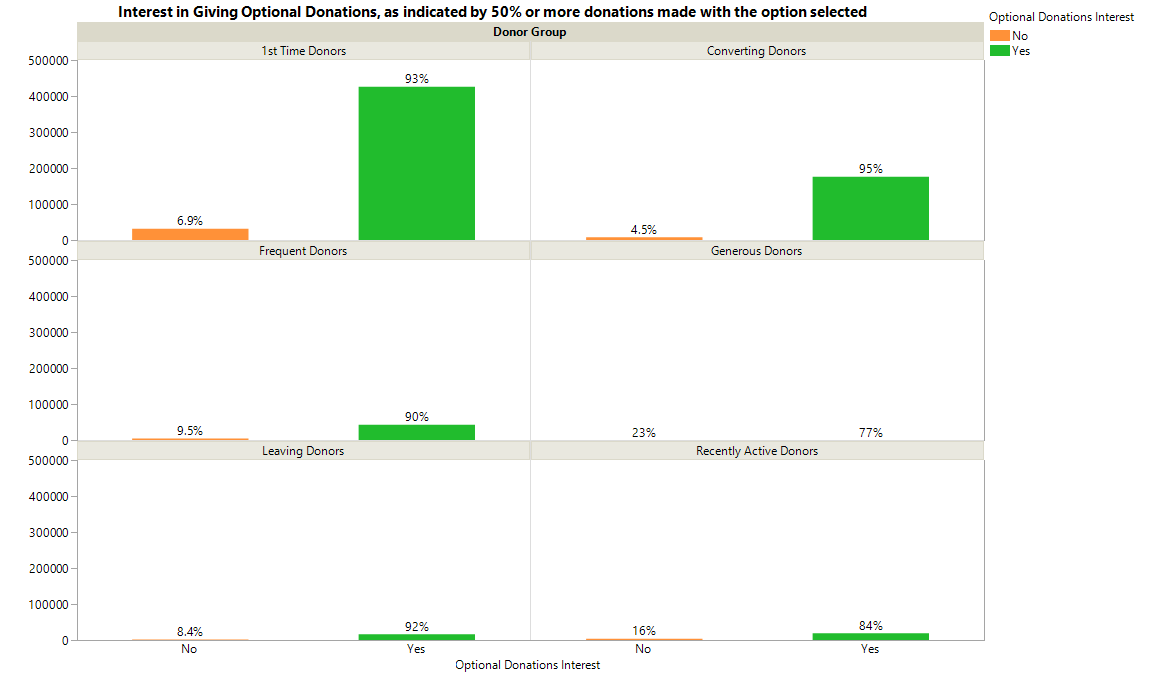 Interest in Giving Optional Donations, as indicated by 50% or more donations made with the option selected
Optional Donations Interest
No
Yes
Donor Group
1st Time Donors
Converting Donors
500000
400000
300000
200000
100000
0
6.9%
93%
4.5%
95%
Frequent Donors
Generous Donors
500000
400000
300000
200000
100000
0
9.5%
90%
23%
77%
Leaving Donors
Recently Active Donors
500000
400000
300000
200000
100000
0
8.4%
92%
16%
84%
No
Yes
No
Yes
Optional Donations Interest